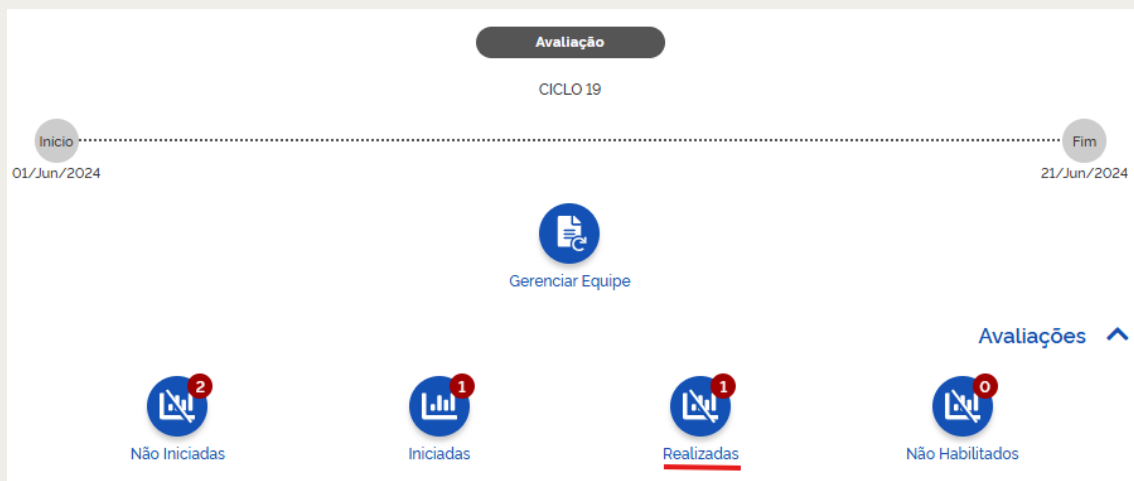 Avaliação
CICLO 19
Início
Fim
01/Jun/2024
21/Jun/2024
Gerenciar Equipe
Avaliações
2
1
1
0
Não Iniciadas
Iniciadas
Realizadas
Não Habilitados